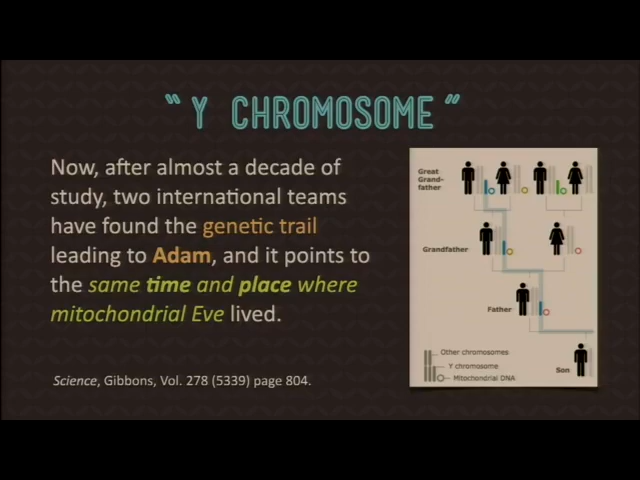 “ Y CHROMOSOME ”
Now, after almost a decade of
study, two international teams
have found the genetic trail
leading to Adam, and it points to
the same time and place where
mitochondrial Eve lived.
Science, Gibbons, Vol. 278 (5339) page 804.
Great
Grand-
father
Grandfather
Father
Son
Other chromosomes
Y chromosome
Mitochondrial DNA